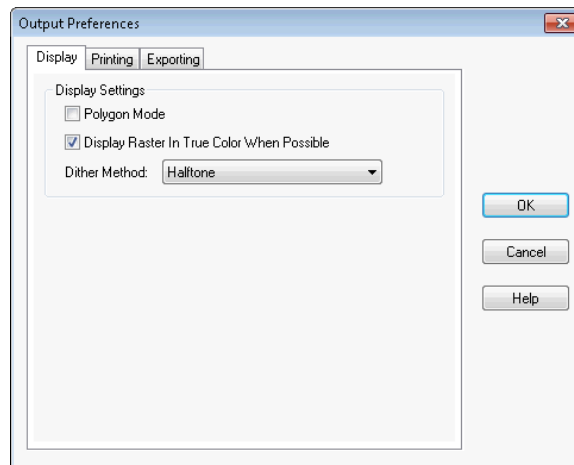 Output Preferences
Display Printing Exporting
Display Settings
Polygon Mode
Display Raster In True Color When Possible
Dither Method: Halftone
OK
Cancel
Help